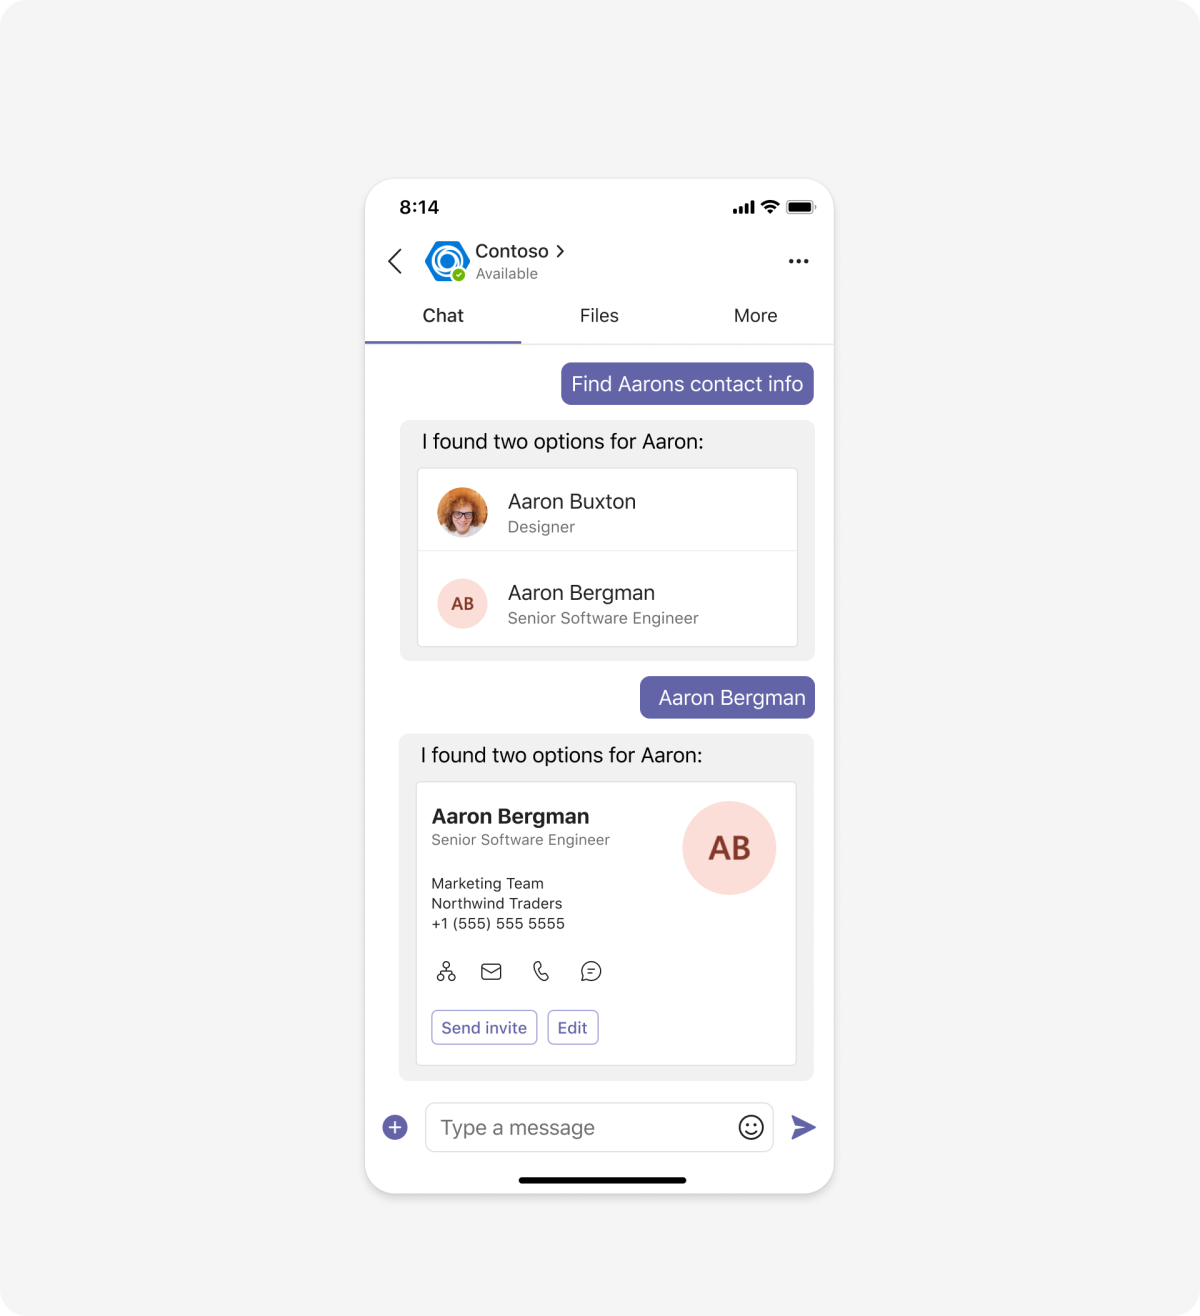 8:14
Contoso
Available
Chat Files More
Find Aarons contact info
I found two options for Aaron:
Aaron Buxton
Designer
AB
Aaron Bergman
Senior Software Engineer
Aaron Bergman
I found two options for Aaron:
Aaron Bergman
Senior Software Engineer
AB
Marketing Team
Northwind Traders
+1 (555) 555 5555
Send invite Edit
Type a message